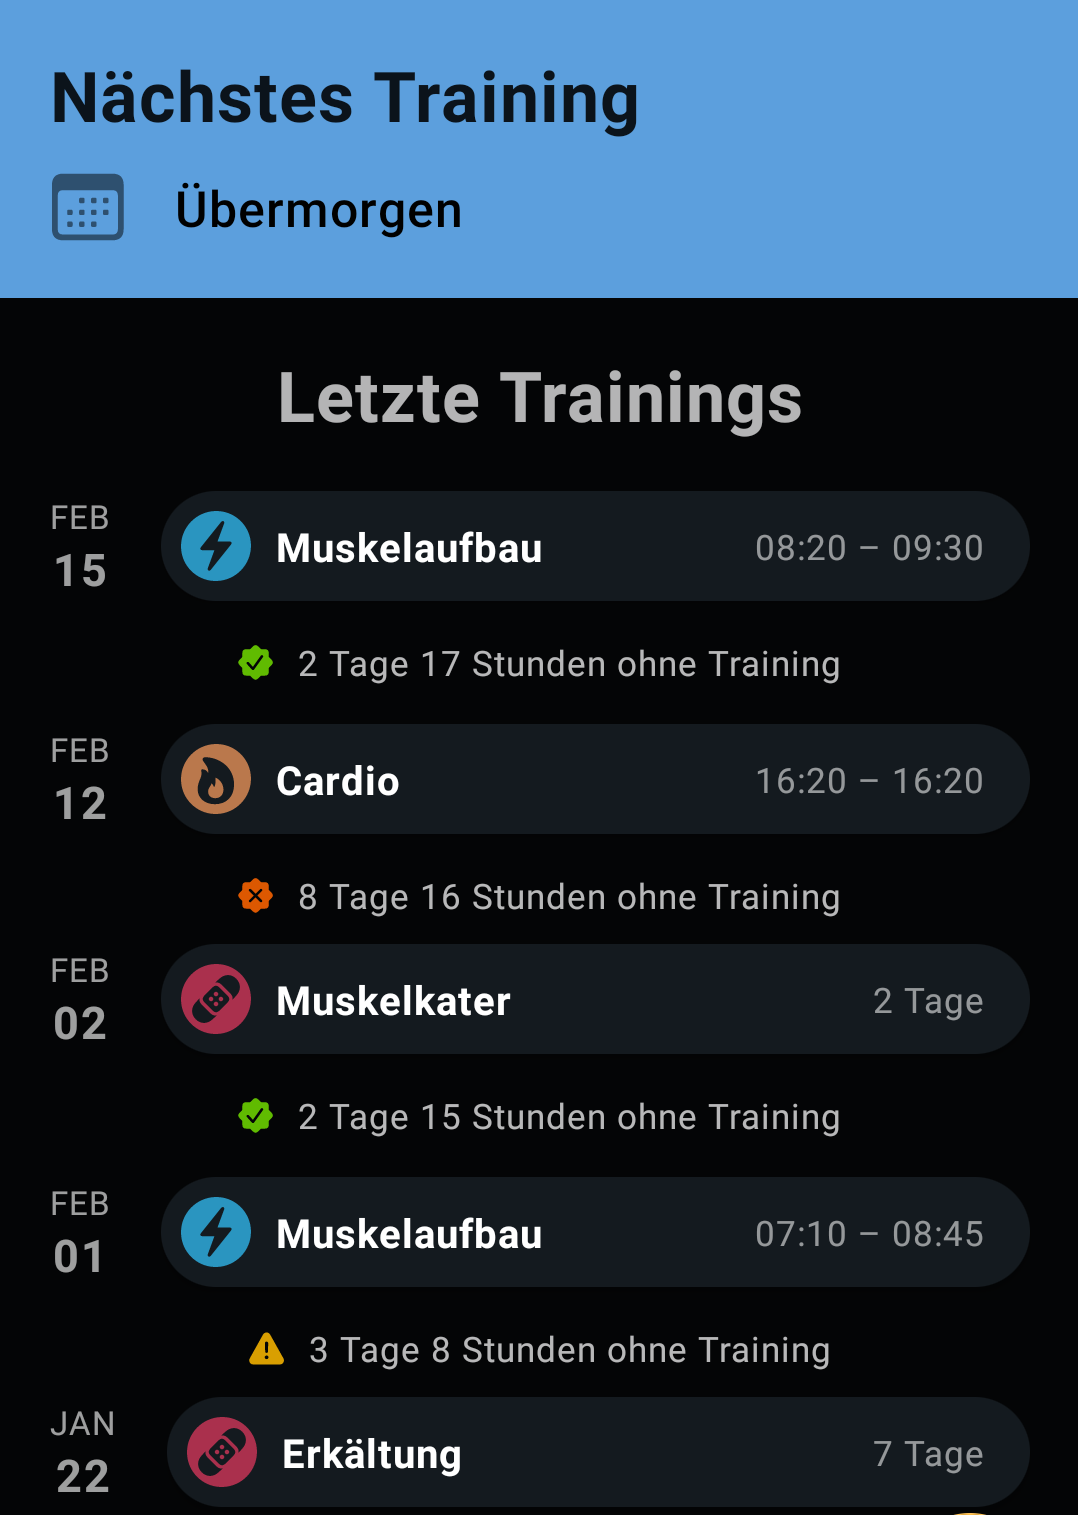 Nächstes Training
Übermorgen
Letzte Trainings
FEB
15
Muskelaufbau
08:20 – 09:30
2 Tage 17 Stunden ohne Training
FEB
12
Cardio
16:20 – 16:20
8 Tage 16 Stunden ohne Training
FEB
02
Muskelkater
2 Tage
2 Tage 15 Stunden ohne Training
FEB
01
Muskelaufbau
07:10 – 08:45
3 Tage 8 Stunden ohne Training
JAN
22
Erkältung
7 Tage